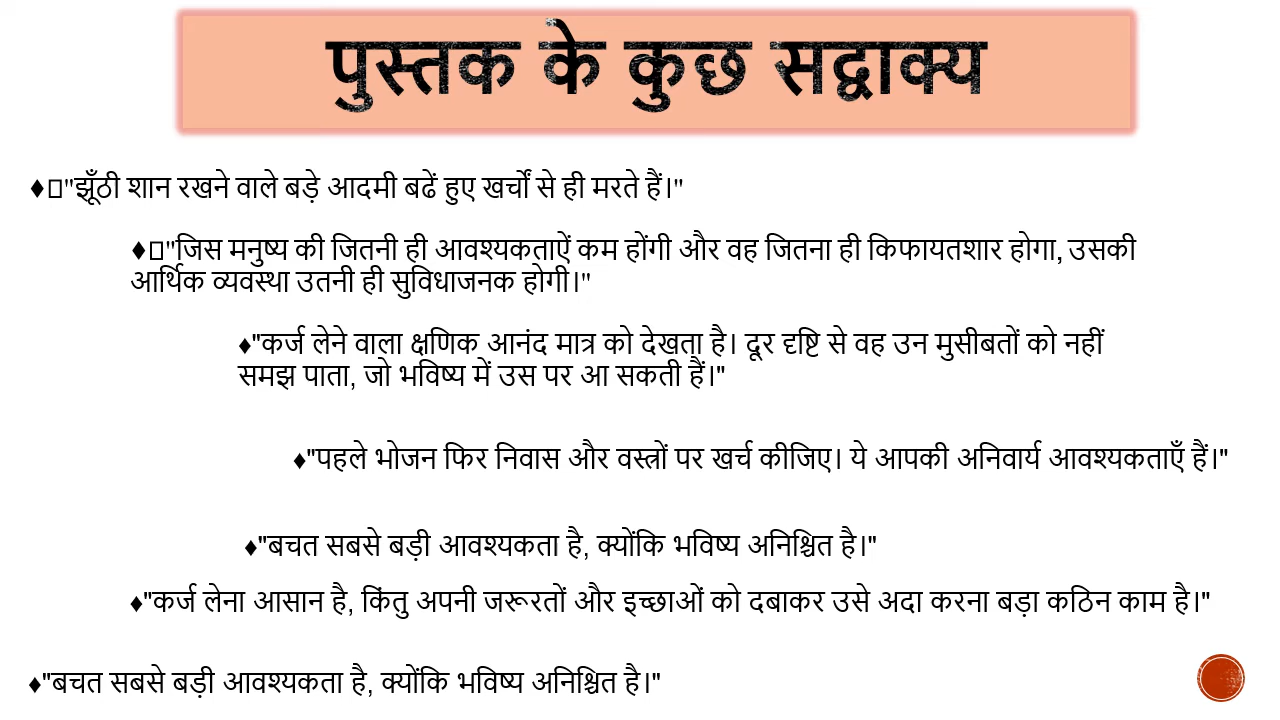 पुस्तक के कुछ सद्वाक्य
♦"झूँठी शान रखने वाले बड़े आदमी बढें हुए खर्चों से ही मरते हैं।"
♦"जिस मनुष्य की जितनी ही आवश्यकताऐं कम होंगी और वह जितना ही किफायतशार होगा, उसकी
आर्थिक व्यवस्था उतनी ही सुविधाजनक होगी।"
♦"कर्ज लेने वाला क्षणिक आनंद मात्र को देखता है। दूर दृष्टि से वह उन मुसीबतों को नहीं
समझ पाता, जो भविष्य में उस पर आ सकती हैं।"
♦"पहले भोजन फिर निवास और वस्त्रों पर खर्च कीजिए। ये आपकी अनिवार्य आवश्यकताएँ हैं।"
♦"बचत सबसे बड़ी आवश्यकता है, क्योंकि भविष्य अनिश्चित है।"
♦"कर्ज लेना आसान है, किंतु अपनी जरूरतों और इच्छाओं को दबाकर उसे अदा करना बड़ा कठिन काम है।"
♦"बचत सबसे बड़ी आवश्यकता है, क्योंकि भविष्य अनिश्चित है।"